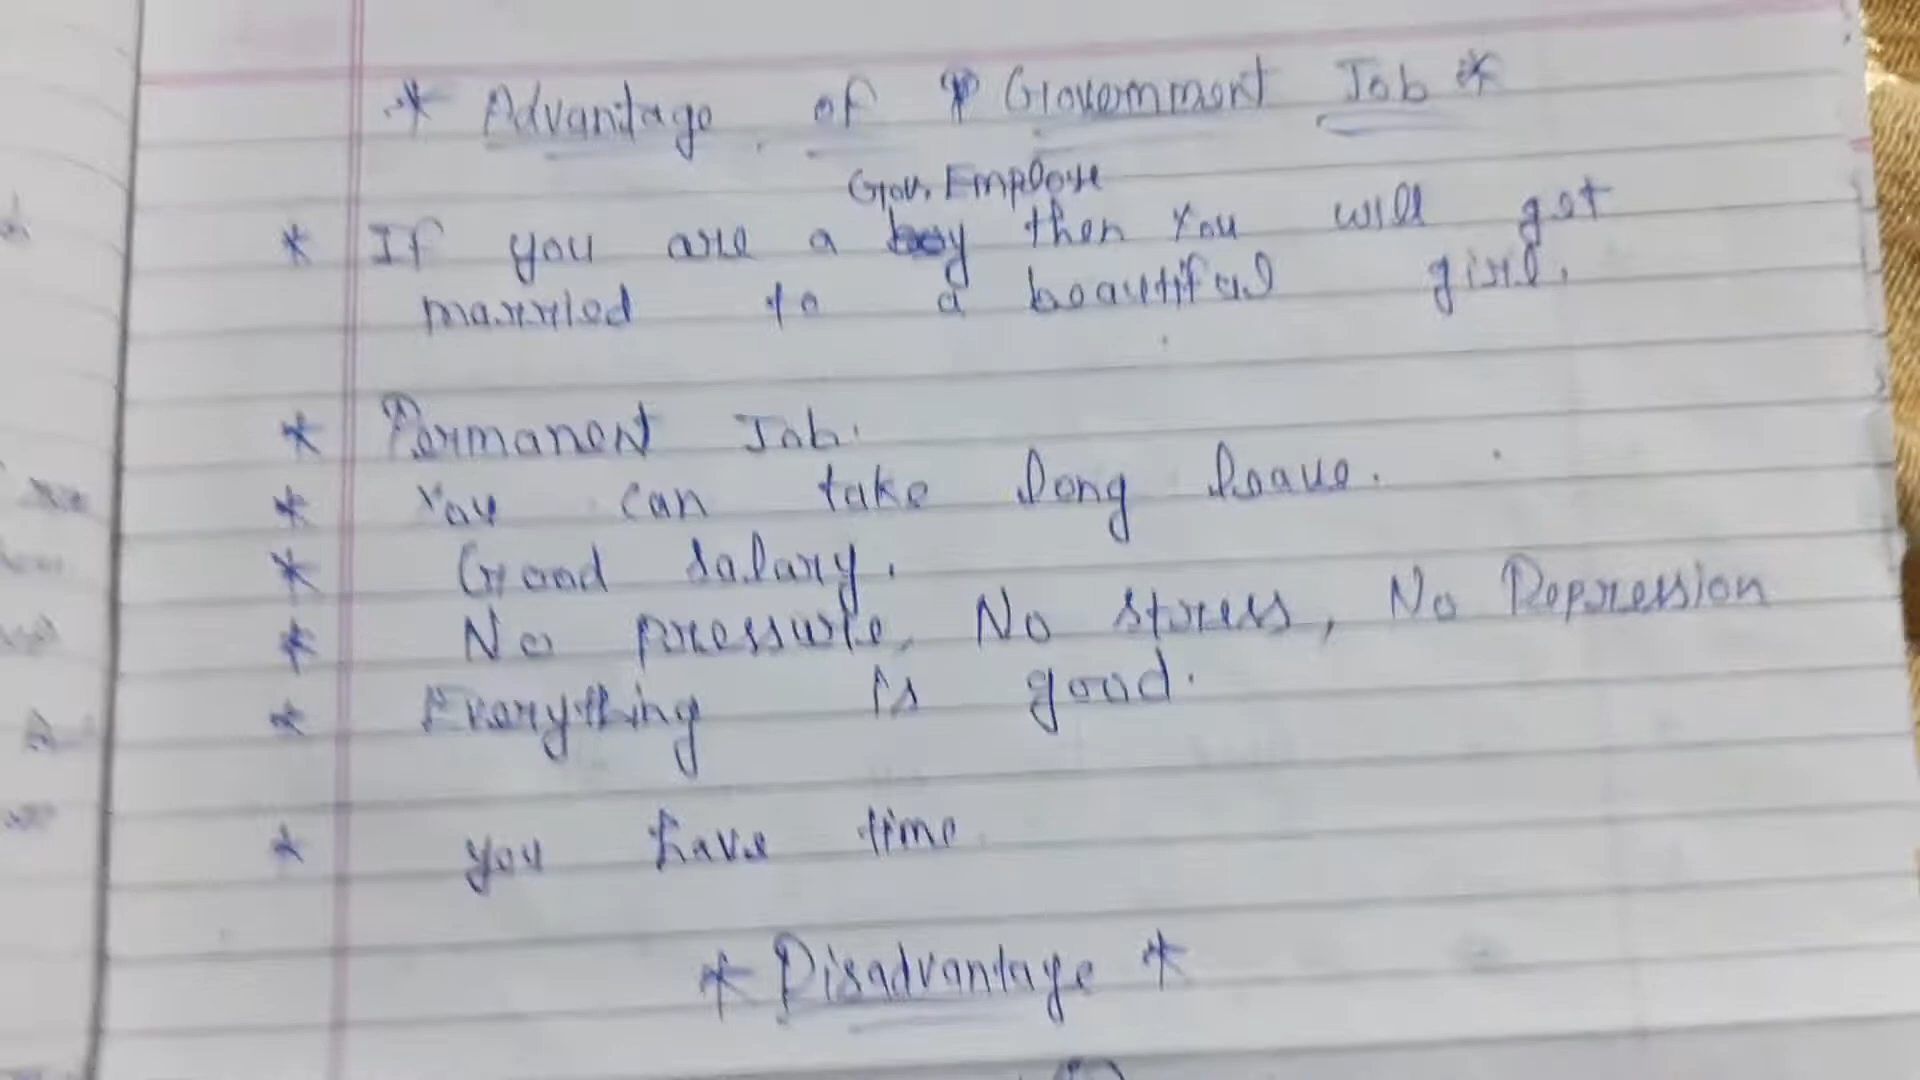 * Advantage of Government Job *
Gov. Employe
* If you are a boy then You will get
married to a beautiful girl.
* Permanent Job.
* You can take long leave.
* Good salary.
* No pressure, No stress, No Depression
* Everything is good.
* you have time
* Disadvantage *